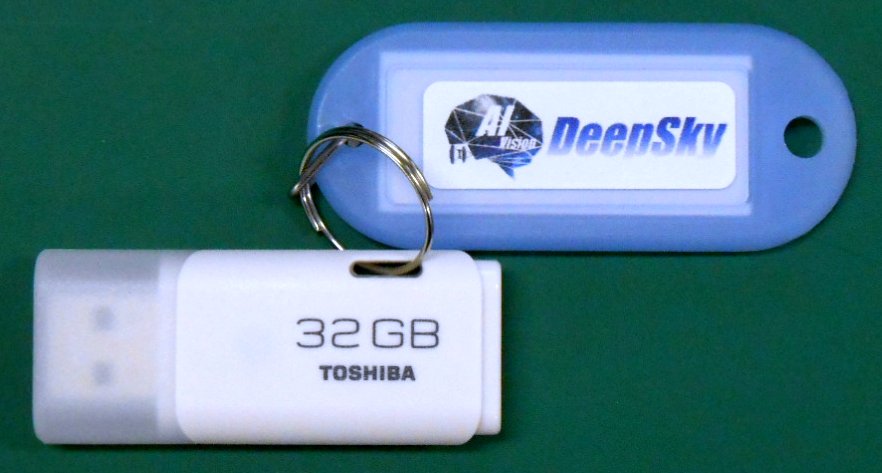 AI
Vision
DeepSky
32GB
TOSHIBA